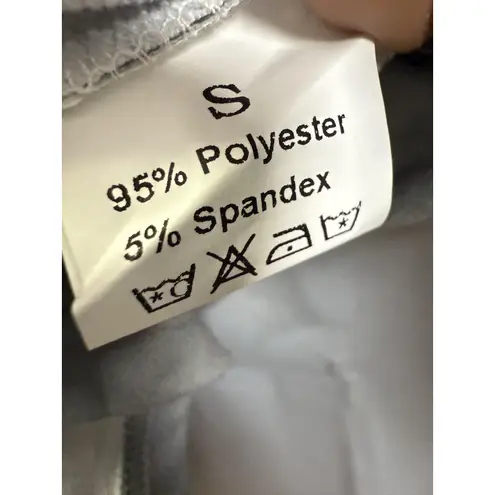 S
95% Polyester
5% Spandex